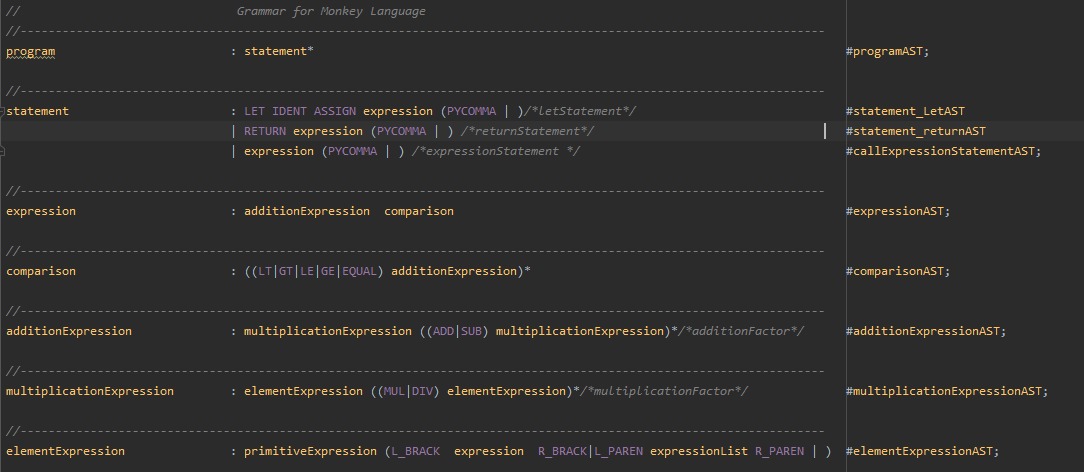 // Grammar for Monkey Language
//-------------------------------------------------------------------------------------------------------------------
program : statement* #programAST;
//-------------------------------------------------------------------------------------------------------------------
statement : LET IDENT ASSIGN expression (PYCOMMA | )/*letStatement*/ #statement_LetAST
| RETURN expression (PYCOMMA | ) /*returnStatement*/ #statement_returnAST
| expression (PYCOMMA | ) /*expressionStatement */ #callExpressionStatementAST;
//-------------------------------------------------------------------------------------------------------------------
expression : additionExpression comparison #expressionAST;
//-------------------------------------------------------------------------------------------------------------------
comparison : ((LT|GT|LE|GE|EQUAL) additionExpression)* #comparisonAST;
//-------------------------------------------------------------------------------------------------------------------
additionExpression : multiplicationExpression ((ADD|SUB) multiplicationExpression)*/*additionFactor*/ #additionExpressionAST;
//-------------------------------------------------------------------------------------------------------------------
multiplicationExpression : elementExpression ((MUL|DIV) elementExpression)*/*multiplicationFactor*/ #multiplicationExpressionAST;
//-------------------------------------------------------------------------------------------------------------------
elementExpression : primitiveExpression (L_BRACK expression R_BRACK|L_PAREN expressionList R_PAREN | ) #elementExpressionAST;